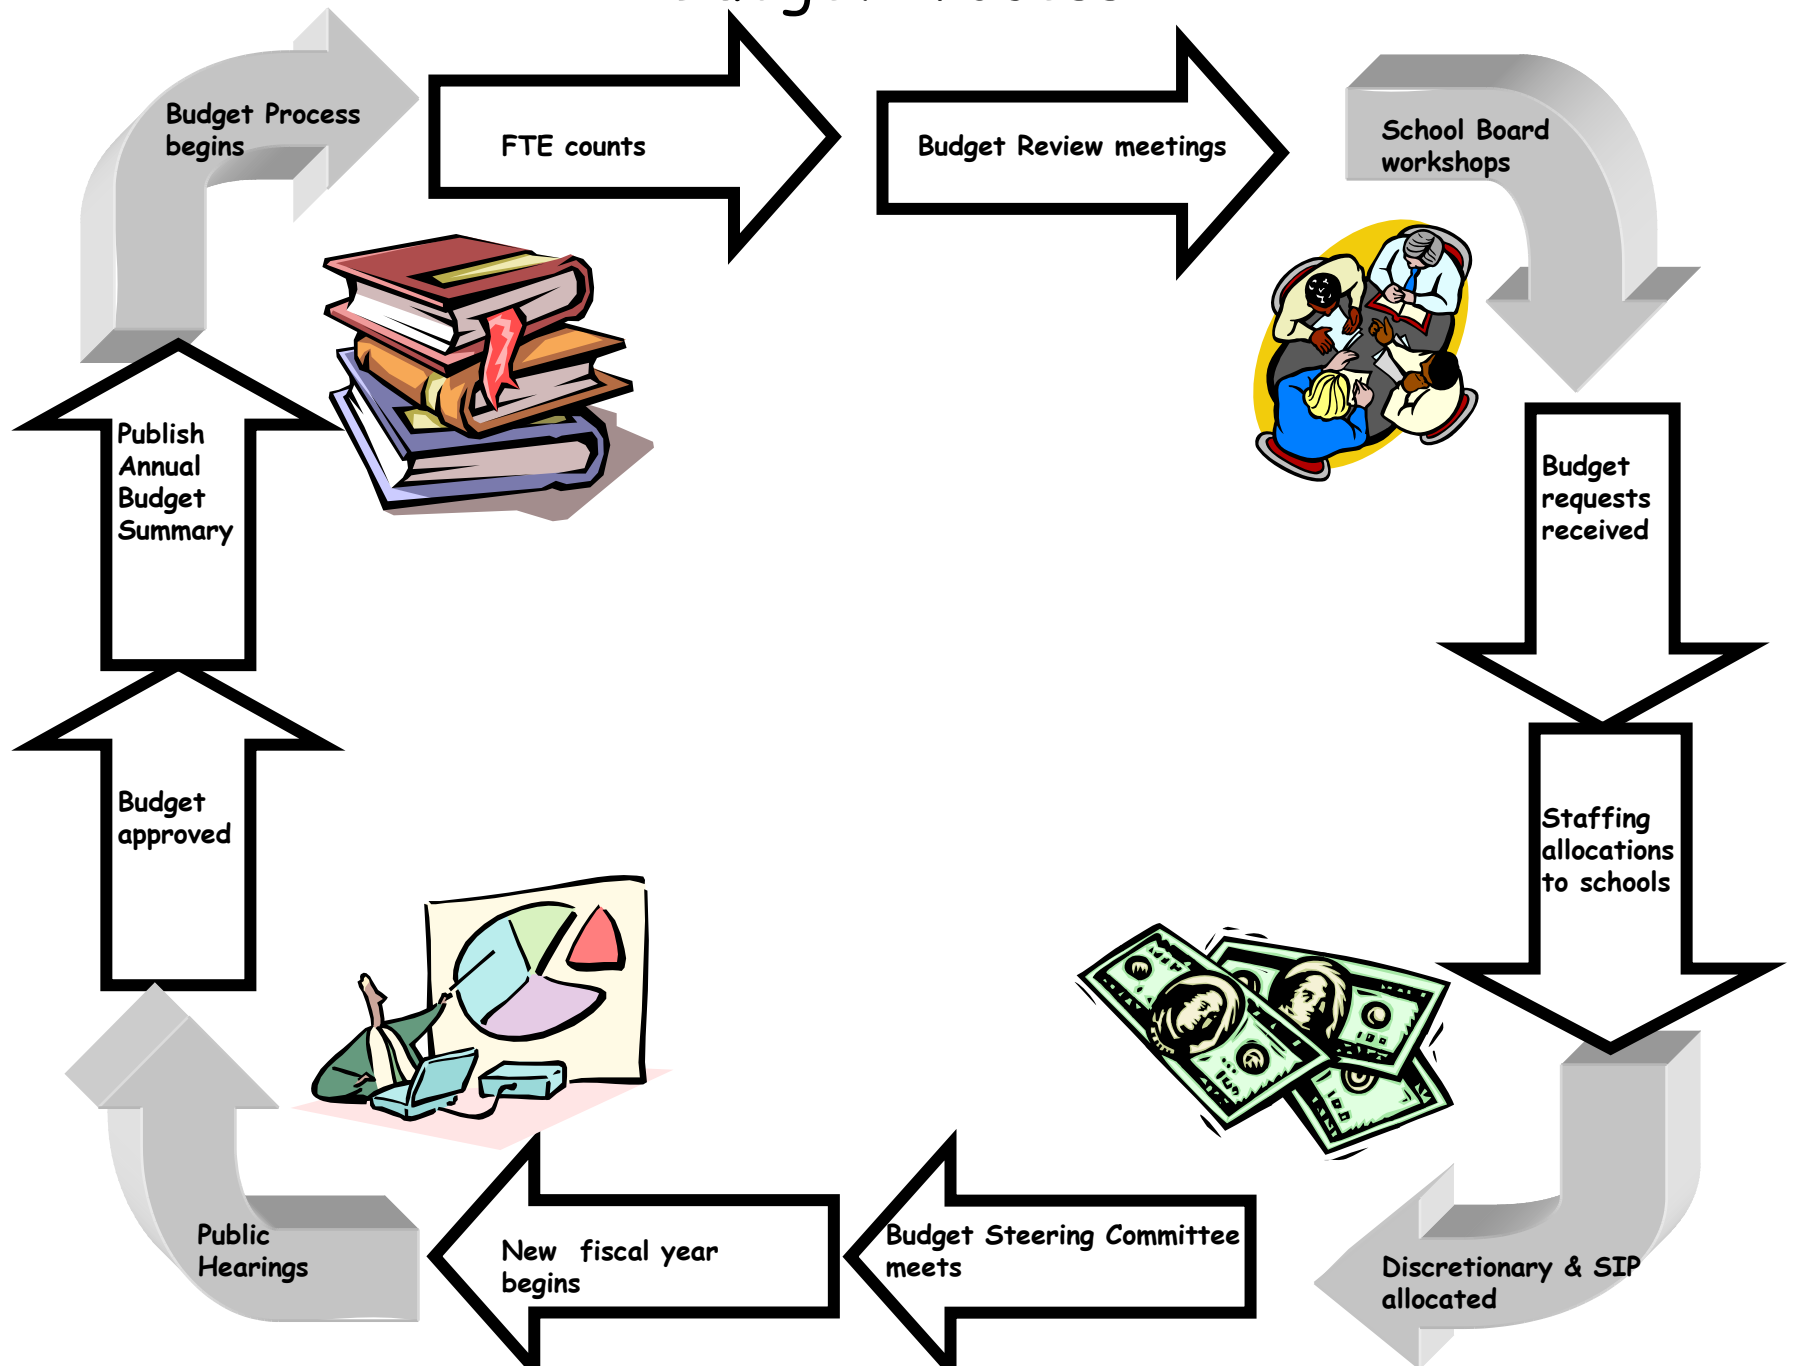 Budget Process
begins
FTE counts
Budget Review meetings
School Board
workshops
Budget
requests
received
Staffing
allocations
to schools
Discretionary & SIP
allocated
Budget Steering Committee
meets
New fiscal year
begins
Public
Hearings
Budget
approved
Publish
Annual
Budget
Summary